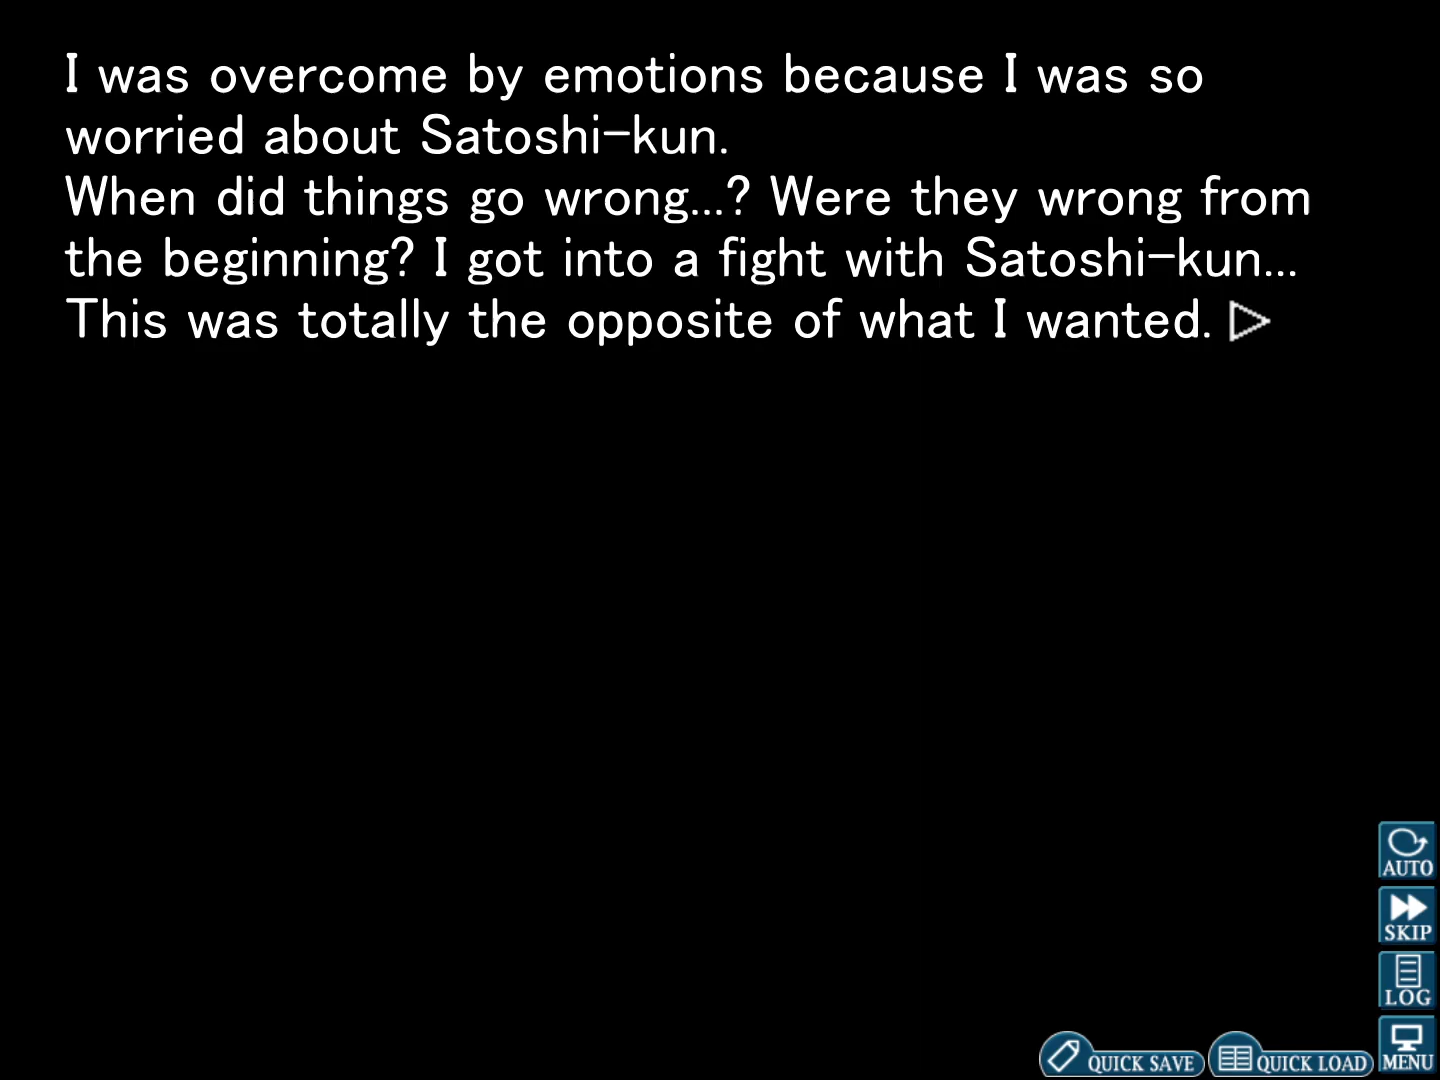 I was overcome by emotions because I was so
worried about Satoshi-kun.
When did things go wrong...? Were they wrong from
the beginning? I got into a fight with Satoshi-kun...
This was totally the opposite of what I wanted.
AUTO
SKIP
LOG
QUICK SAVE
QUICK LOAD
MENU